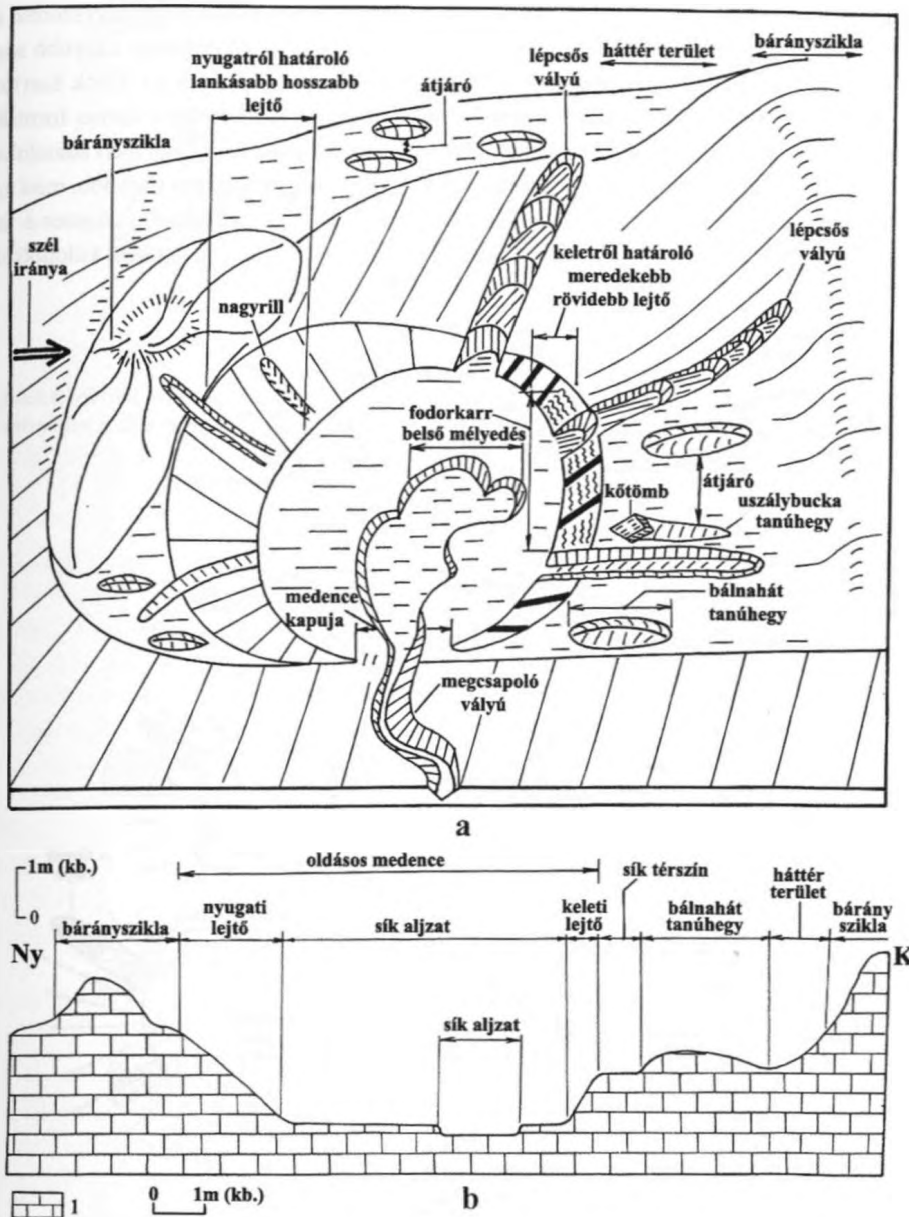 nyugatról határoló
lankásabb hosszabb
lejtő
átjáró
lépcsős
vályú
háttér terület
bárányszikla
bárányszikla
szél
iránya
nagyrill
keletről határoló
meredekebb
rövidebb lejtő
lépcsős
vályú
fodorkarr
belső mélyedés
kőtömb
átjáró
uszálybucka
tanúhegy
medence
kapuja
bálnahát
tanúhegy
megcsapoló
vályú
a
1m (kb.)
0
oldásos medence
sík térszín
háttér
terület
bárányszikla
nyugati
lejtő
sík aljzat
keleti
lejtő
bálnahát
tanúhegy
bárány
szikla
Ny
K
sík aljzat
1
0 1m (kb.)
b